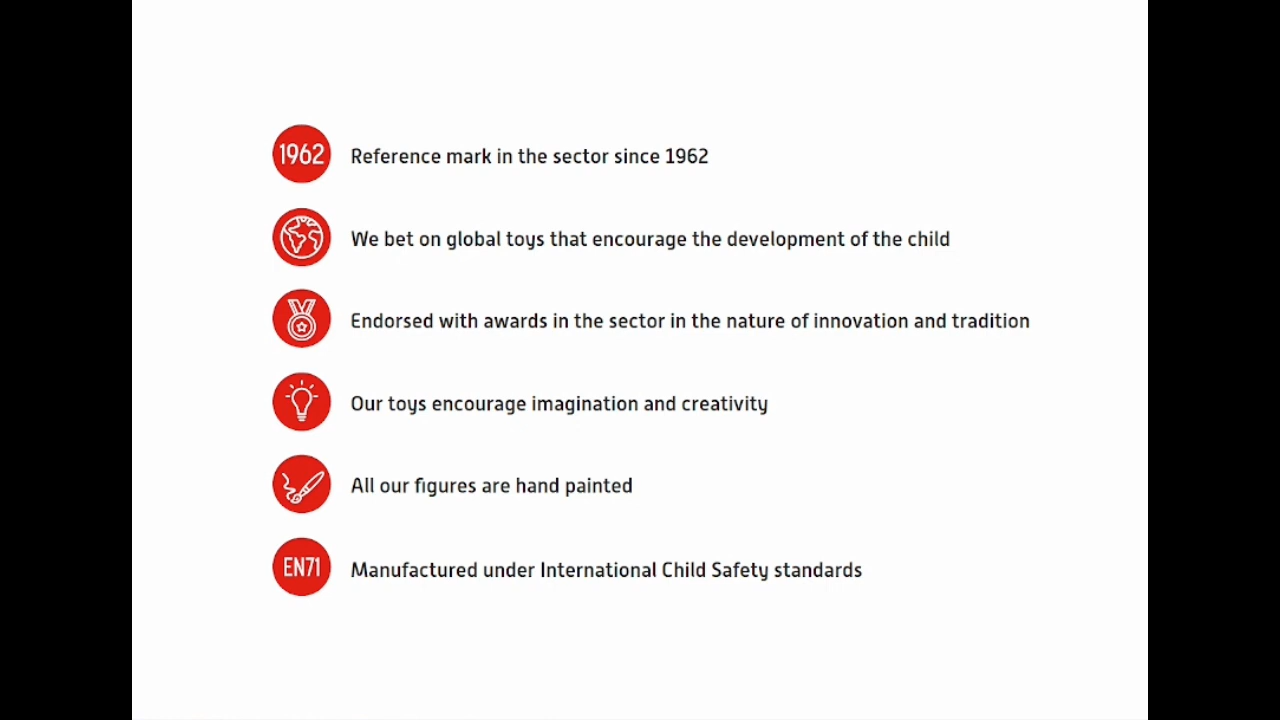 1962 Reference mark in the sector since 1962
We bet on global toys that encourage the development of the child
Endorsed with awards in the sector in the nature of innovation and tradition
Our toys encourage imagination and creativity
All our figures are hand painted
EN71 Manufactured under International Child Safety standards